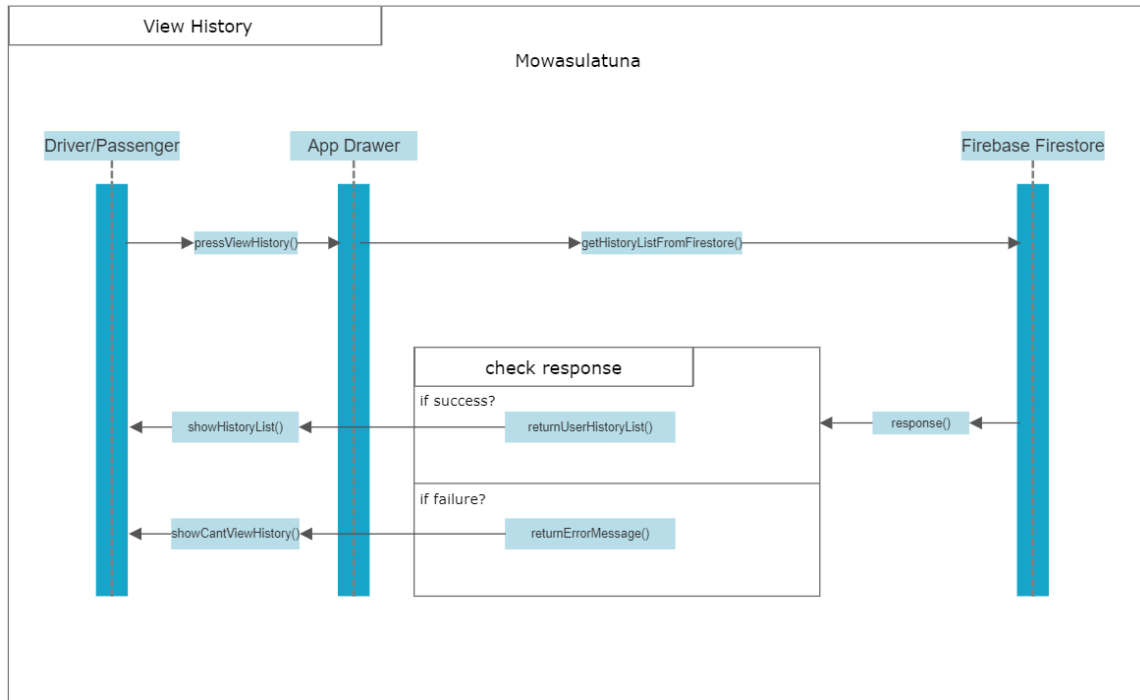 View History
Mowasulatuna
Driver/Passenger
App Drawer
Firebase Firestore
pressViewHistory()
getHistoryListFromFirestore()
check response
if success?
showHistoryList()
returnUserHistoryList()
response()
if failure?
showCantViewHistory()
returnErrorMessage()